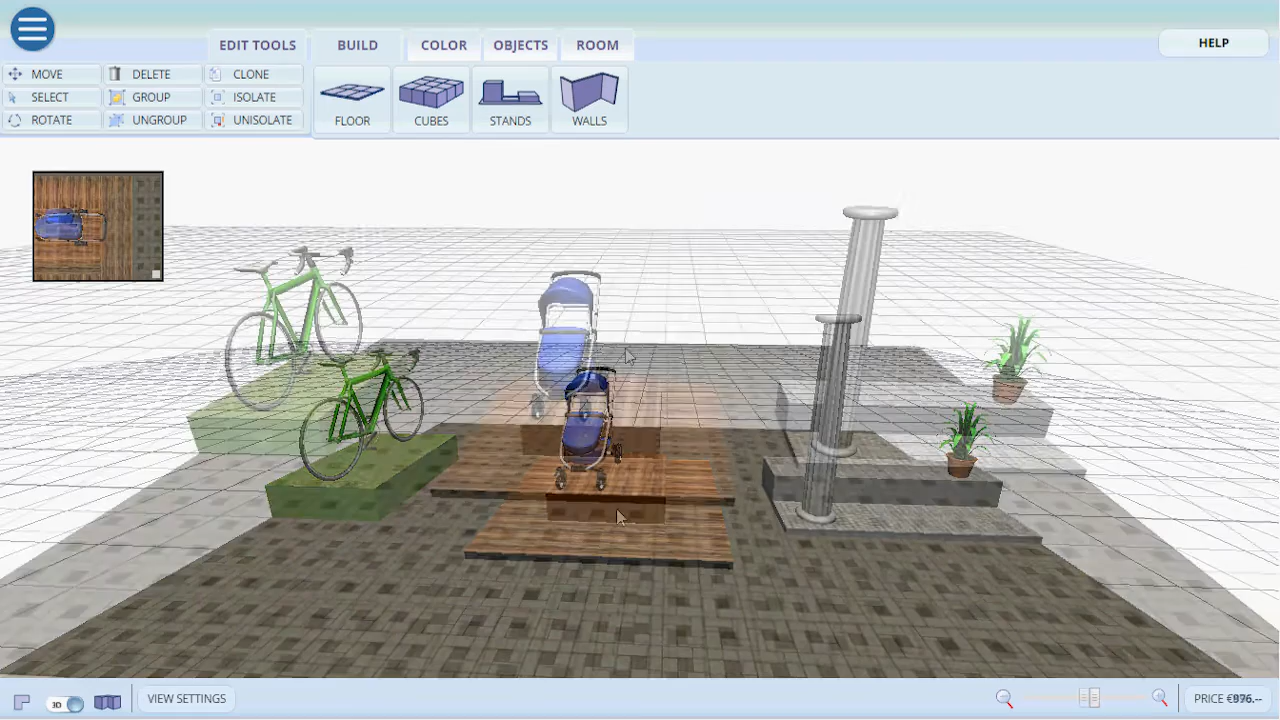 EDIT TOOLS
BUILD
COLOR
OBJECTS
ROOM
HELP
MOVE
DELETE
CLONE
SELECT
GROUP
ISOLATE
ROTATE
UNGROUP
UNISOLATE
FLOOR
CUBES
STANDS
WALLS
3D
VIEW SETTINGS
PRICE